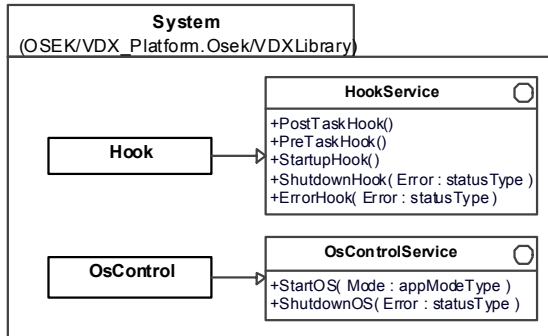 System
(OSEK/VDX_Platform.Osek/VDXLibrary)
HookService
+PostTaskHook()
+PreTaskHook()
+StartupHook()
+ShutdownHook( Error : statusType )
+ErrorHook( Error : statusType )
Hook
OsControlService
+StartOS( Mode : appModeType )
+ShutdownOS( Error : statusType )
OsControl